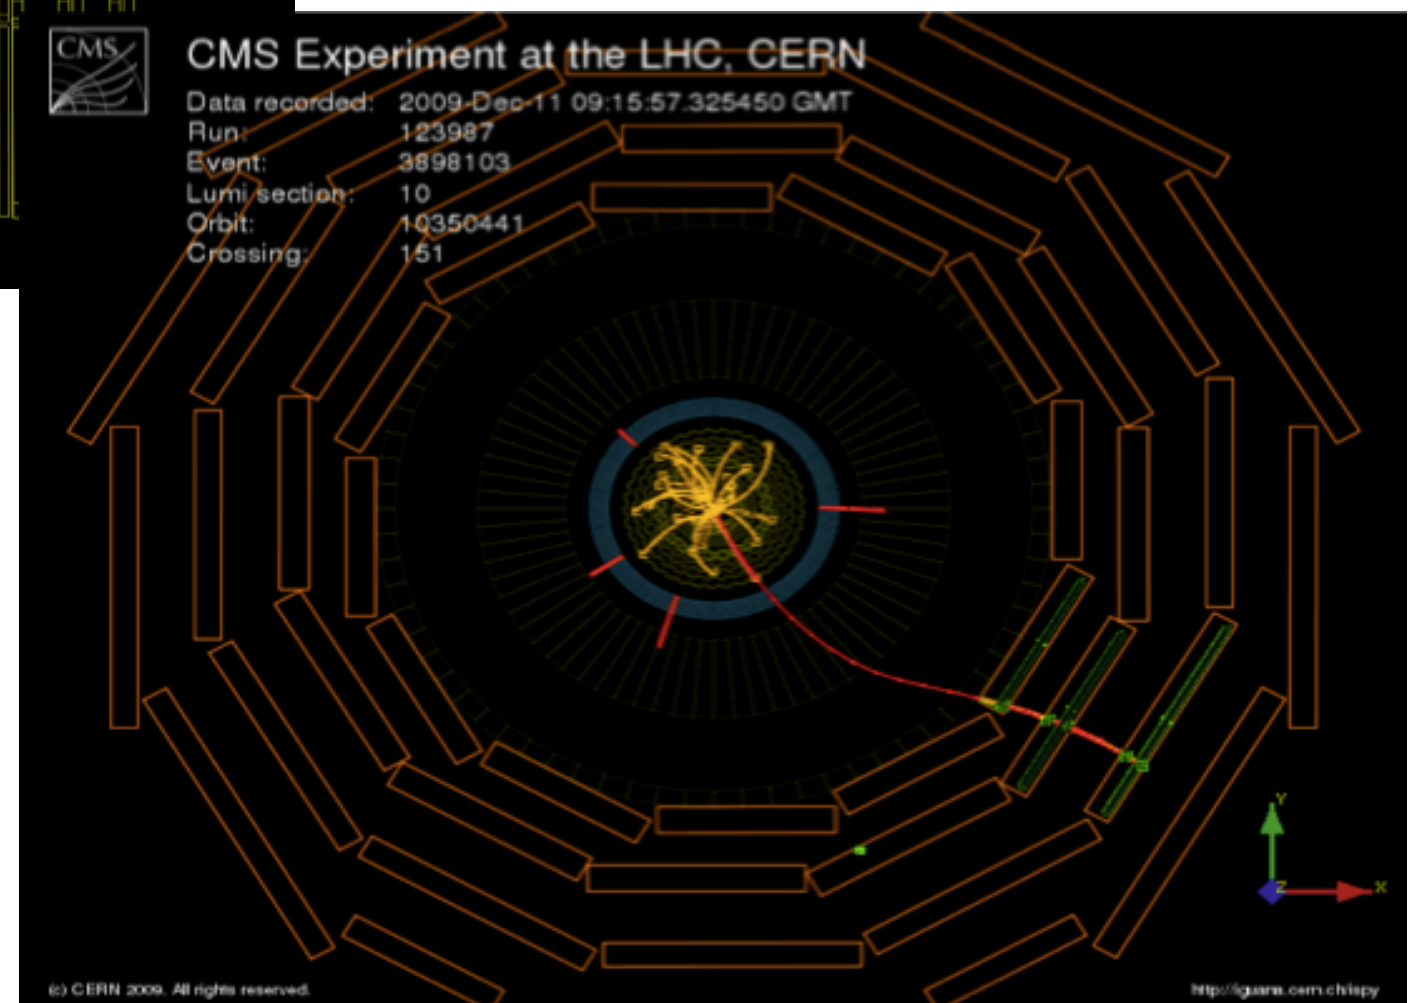 CMS
CMS Experiment at the LHC, CERN
Data recorded: 2009-Dec-11 09:15:57.325450 GMT
Run: 123987
Event: 3898103
Lumi section: 10
Orbit: 10350441
Crossing: 151
Y
Z X
(c) CERN 2009. All rights reserved.
http://iguana.cern.ch/ispy